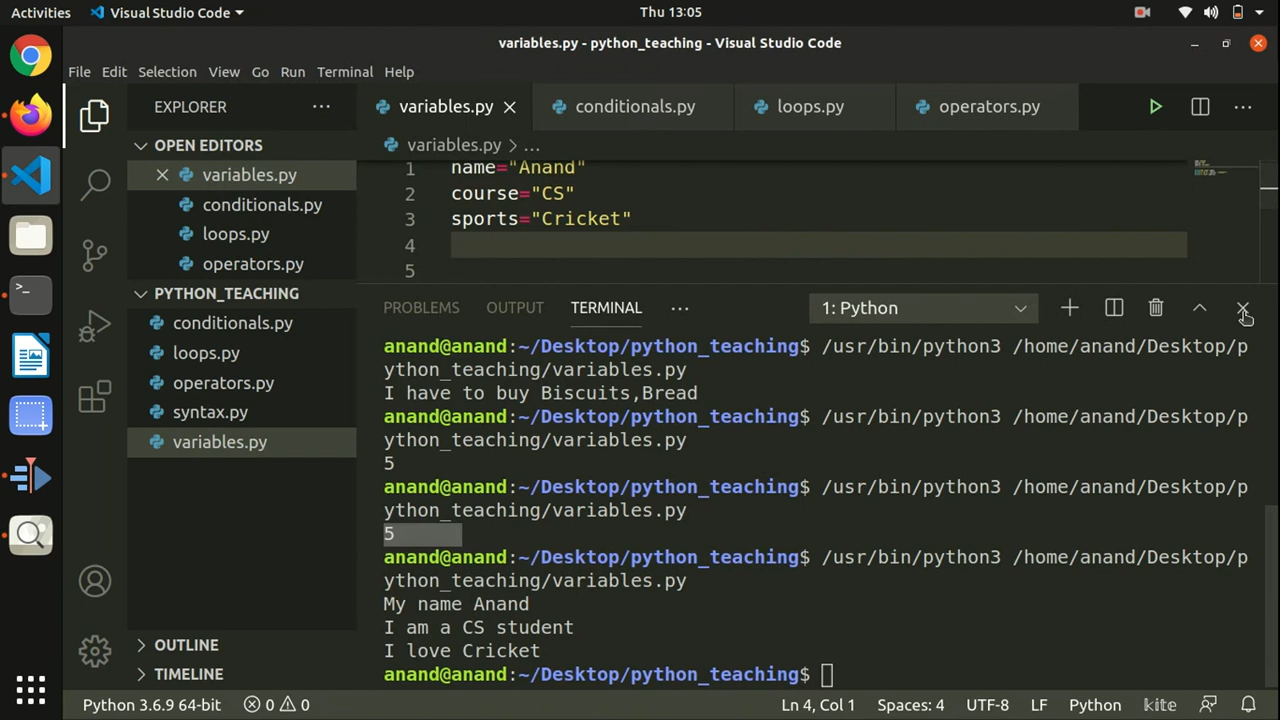 Activities Visual Studio Code Thu 13:05
variables.py - python_teaching - Visual Studio Code
File Edit Selection View Go Run Terminal Help
EXPLORER
OPEN EDITORS
variables.py
conditionals.py
loops.py
operators.py
PYTHON_TEACHING
conditionals.py
loops.py
operators.py
syntax.py
variables.py
OUTLINE
TIMELINE
variables.py conditionals.py loops.py operators.py
variables.py > ...
1 name="Anand"
2 course="CS"
3 sports="Cricket"
4
5
PROBLEMS OUTPUT TERMINAL ... 1: Python
anand@anand:~/Desktop/python_teaching$ /usr/bin/python3 /home/anand/Desktop/p
ython_teaching/variables.py
I have to buy Biscuits,Bread
anand@anand:~/Desktop/python_teaching$ /usr/bin/python3 /home/anand/Desktop/p
ython_teaching/variables.py
5
anand@anand:~/Desktop/python_teaching$ /usr/bin/python3 /home/anand/Desktop/p
ython_teaching/variables.py
5
anand@anand:~/Desktop/python_teaching$ /usr/bin/python3 /home/anand/Desktop/p
ython_teaching/variables.py
My name Anand
I am a CS student
I love Cricket
anand@anand:~/Desktop/python_teaching$
Python 3.6.9 64-bit 0 0 Ln 4, Col 1 Spaces: 4 UTF-8 LF Python kite